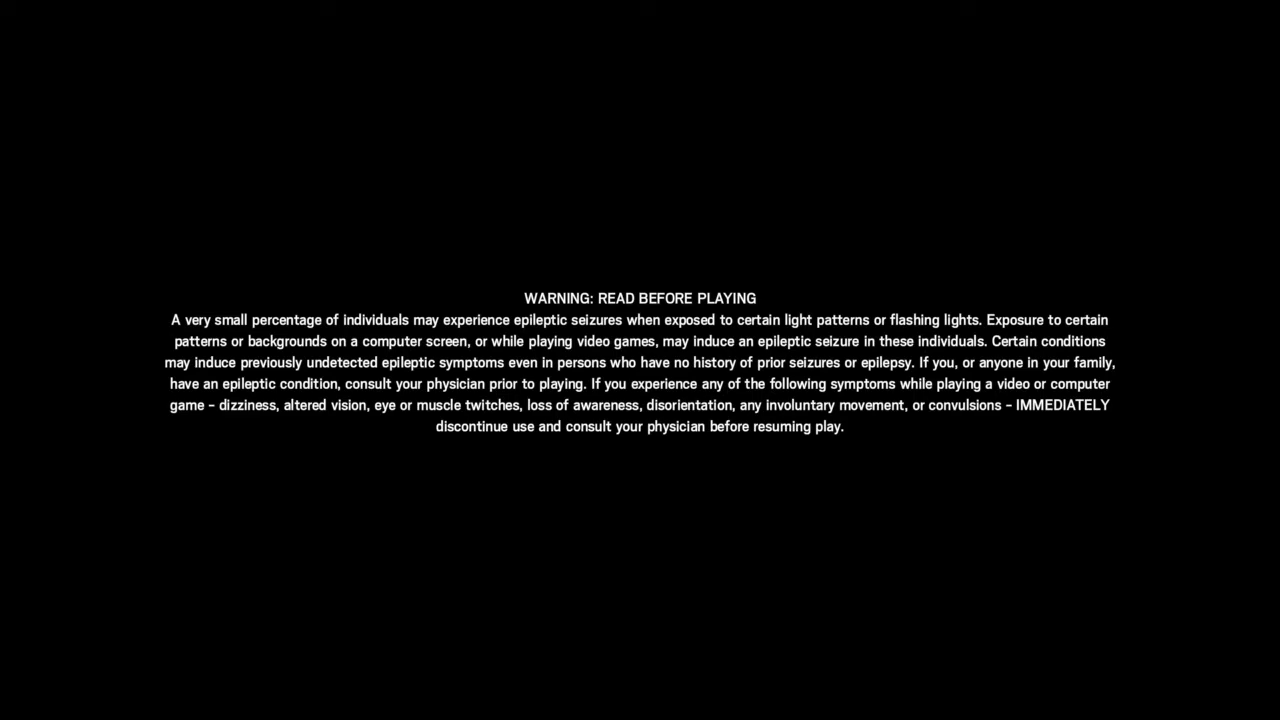 WARNING: READ BEFORE PLAYING
A very small percentage of individuals may experience epileptic seizures when exposed to certain light patterns or flashing lights. Exposure to certain
patterns or backgrounds on a computer screen, or while playing video games, may induce an epileptic seizure in these individuals. Certain conditions
may induce previously undetected epileptic symptoms even in persons who have no history of prior seizures or epilepsy. If you, or anyone in your family,
have an epileptic condition, consult your physician prior to playing. If you experience any of the following symptoms while playing a video or computer
game – dizziness, altered vision, eye or muscle twitches, loss of awareness, disorientation, any involuntary movement, or convulsions – IMMEDIATELY
discontinue use and consult your physician before resuming play.